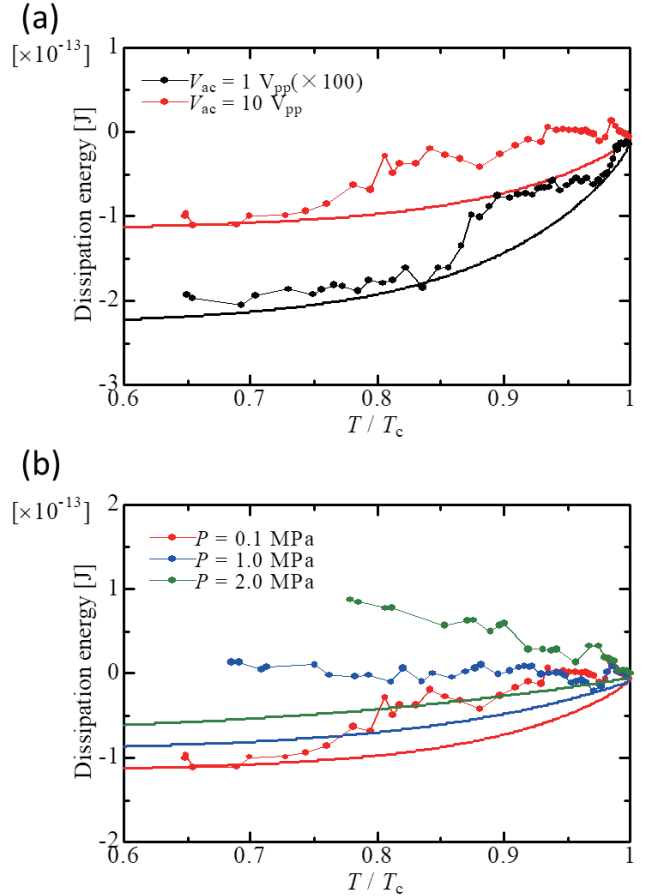 (a)
[×10⁻¹³]
1
0
-1
-2
-3
Dissipation energy [J]
V_ac = 1 V_pp(×100)
V_ac = 10 V_pp
0.6 0.7 0.8 0.9 1
T / T_c
(b)
[×10⁻¹³]
2
1
0
-1
-2
Dissipation energy [J]
P = 0.1 MPa
P = 1.0 MPa
P = 2.0 MPa
0.6 0.7 0.8 0.9 1
T / T_c